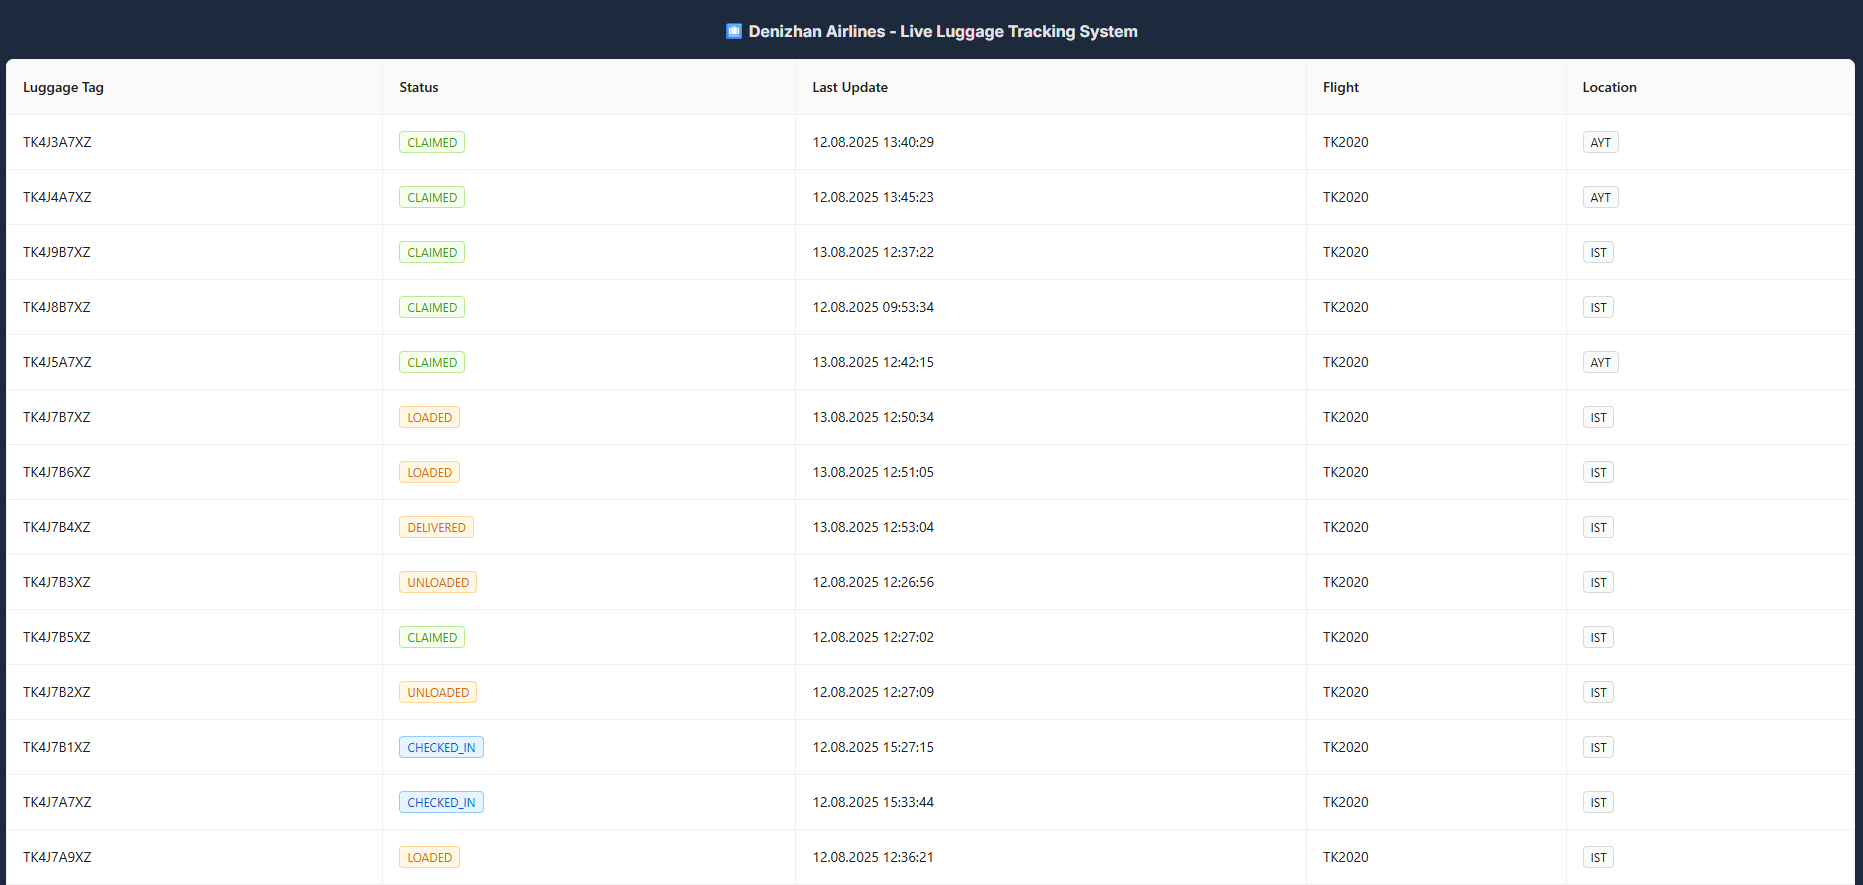 Denizhan Airlines - Live Luggage Tracking System
Luggage Tag Status Last Update Flight Location
TK4J3A7XZ CLAIMED 12.08.2025 13:40:29 TK2020 AYT
TK4J4A7XZ CLAIMED 12.08.2025 13:45:23 TK2020 AYT
TK4J9B7XZ CLAIMED 13.08.2025 12:37:22 TK2020 IST
TK4J8B7XZ CLAIMED 12.08.2025 09:53:34 TK2020 IST
TK4J5A7XZ CLAIMED 13.08.2025 12:42:15 TK2020 AYT
TK4J7B7XZ LOADED 13.08.2025 12:50:34 TK2020 IST
TK4J7B6XZ LOADED 13.08.2025 12:51:05 TK2020 IST
TK4J7B4XZ DELIVERED 13.08.2025 12:53:04 TK2020 IST
TK4J7B3XZ UNLOADED 12.08.2025 12:26:56 TK2020 IST
TK4J7B5XZ CLAIMED 12.08.2025 12:27:02 TK2020 IST
TK4J7B2XZ UNLOADED 12.08.2025 12:27:09 TK2020 IST
TK4J7B1XZ CHECKED_IN 12.08.2025 15:27:15 TK2020 IST
TK4J7A7XZ CHECKED_IN 12.08.2025 15:33:44 TK2020 IST
TK4J7A9XZ LOADED 12.08.2025 12:36:21 TK2020 IST